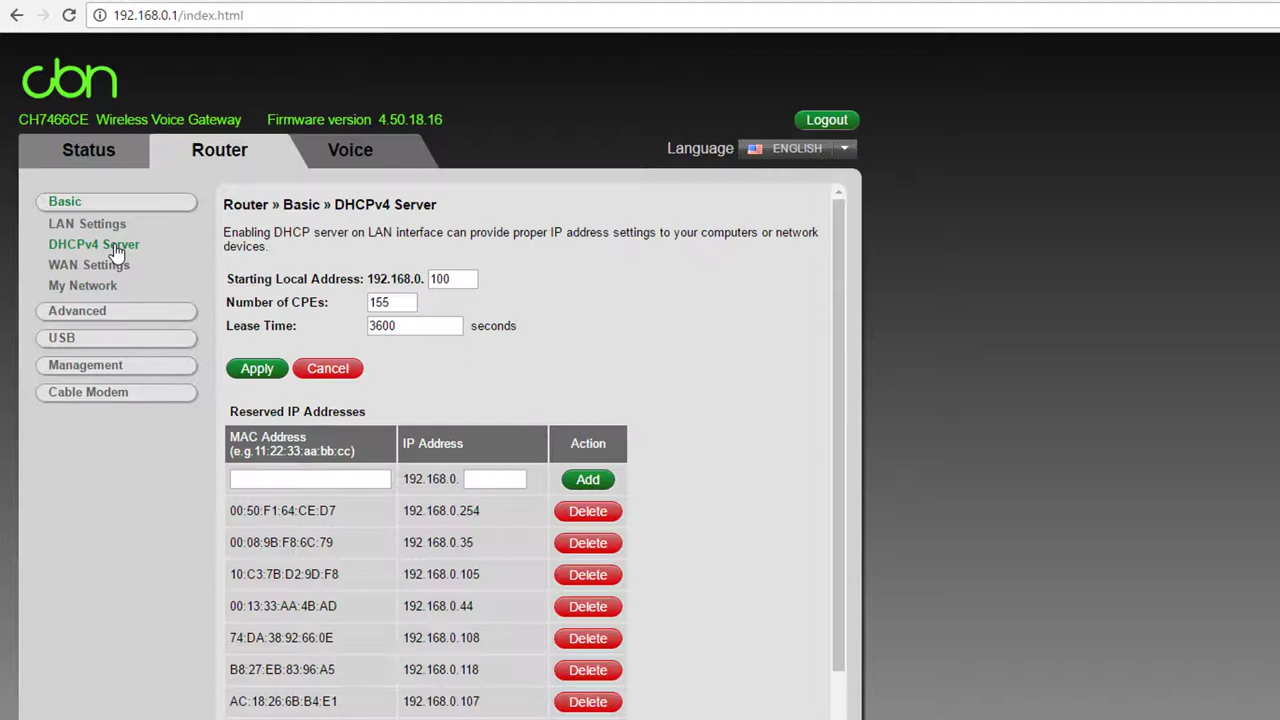 192.168.0.1/index.html
cbn
CH7466CE Wireless Voice Gateway Firmware version 4.50.18.16
Logout
Status Router Voice Language ENGLISH
Basic
LAN Settings
DHCPv4 Server
WAN Settings
My Network
Advanced
USB
Management
Cable Modem
Router » Basic » DHCPv4 Server
Enabling DHCP server on LAN interface can provide proper IP address settings to your computers or network
devices.
Starting Local Address: 192.168.0. 100
Number of CPEs: 155
Lease Time: 3600 seconds
Apply Cancel
Reserved IP Addresses
MAC Address
(e.g.11:22:33:aa:bb:cc) IP Address Action
192.168.0. Add
00:50:F1:64:CE:D7 192.168.0.254 Delete
00:08:9B:F8:6C:79 192.168.0.35 Delete
10:C3:7B:D2:9D:F8 192.168.0.105 Delete
00:13:33:AA:4B:AD 192.168.0.44 Delete
74:DA:38:92:66:0E 192.168.0.108 Delete
B8:27:EB:83:96:A5 192.168.0.118 Delete
AC:18:26:6B:B4:E1 192.168.0.107 Delete